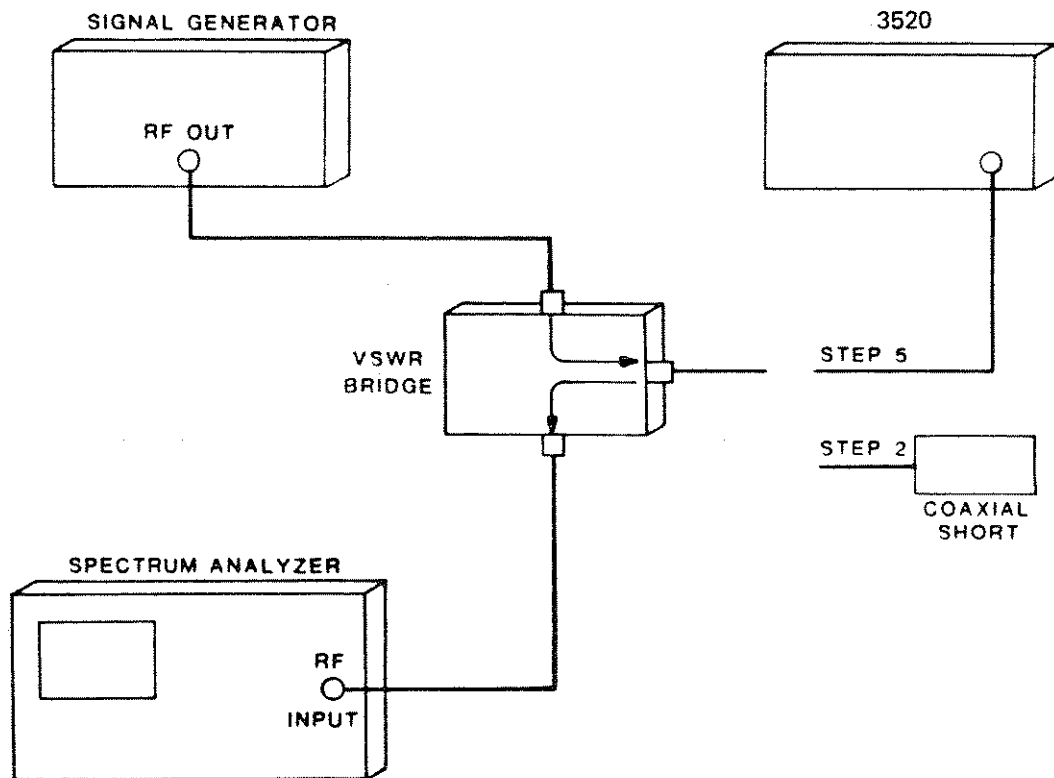 SIGNAL GENERATOR
3520
RF OUT
VSWR
BRIDGE
STEP 5
STEP 2
COAXIAL
SHORT
SPECTRUM ANALYZER
RF
INPUT